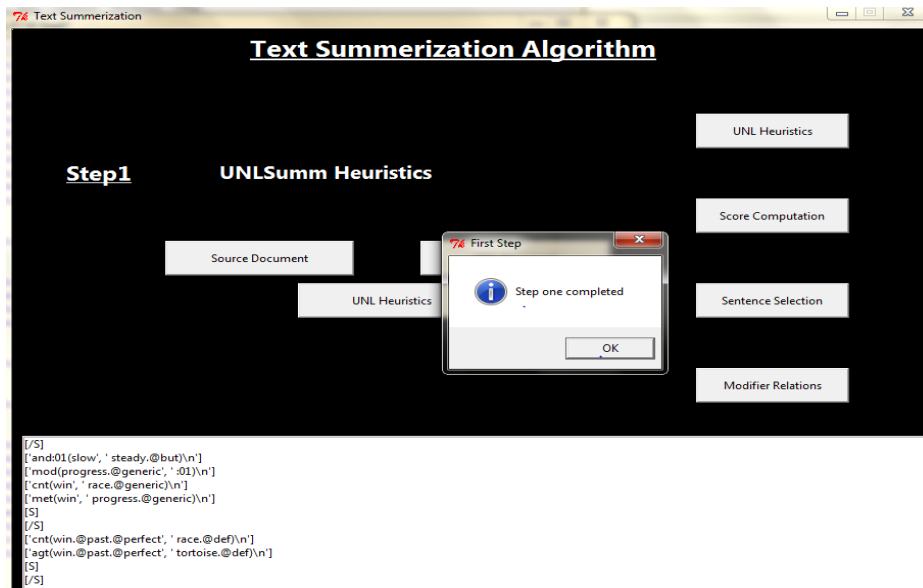 Text Summerization
Text Summerization Algorithm
UNL Heuristics
Step1
UNLSumm Heuristics
Score Computation
First Step
Source Document
Step one completed
UNL Heuristics
Sentence Selection
OK
Modifier Relations
[/S]
['and:01(slow', ' steady.@but)\n']
['mod(progress.@generic', ' :01)\n']
['cnt(win', ' race.@generic)\n']
['met(win', ' progress.@generic)\n']
[S]
[/S]
['cnt(win.@past.@perfect', ' race.@def)\n']
['agt(win.@past.@perfect', ' tortoise.@def)\n']
[S]
[/S]